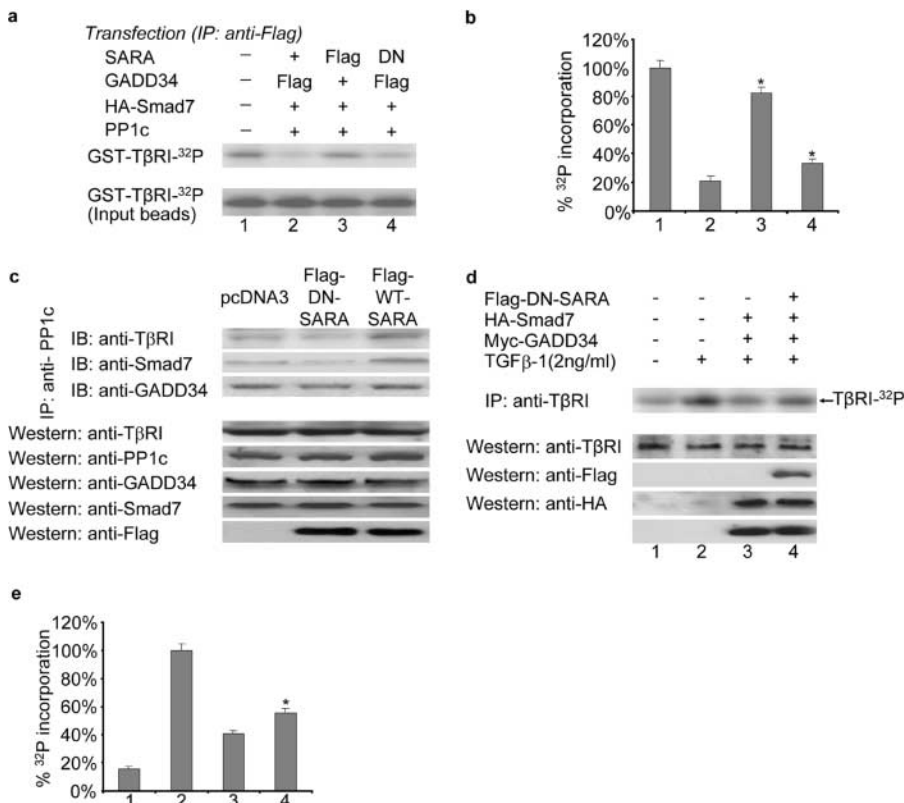 a
Transfection (IP: anti-Flag)
SARA – + Flag DN
GADD34 – Flag + Flag
HA-Smad7 – + + +
PP1c – + + +
GST-TβRI-³²P
GST-TβRI-³²P
(Input beads)
1 2 3 4
b
% ³²P incorporation
120%
100%
80%
60%
40%
20%
0%
* *
1 2 3 4
c
pcDNA3
Flag-
DN-
SARA
Flag-
WT-
SARA
IP: anti- PP1c
IB: anti-TβRI
IB: anti-Smad7
IB: anti-GADD34
Western: anti-TβRI
Western: anti-PP1c
Western: anti-GADD34
Western: anti-Smad7
Western: anti-Flag
d
Flag-DN-SARA - - - +
HA-Smad7 - - + +
Myc-GADD34 - - + +
TGFβ-1(2ng/ml) - + + +
IP: anti-TβRI ←TβRI-³²P
Western: anti-TβRI
Western: anti-Flag
Western: anti-HA
1 2 3 4
e
% ³²P incorporation
120%
100%
80%
60%
40%
20%
0%
*
1 2 3 4